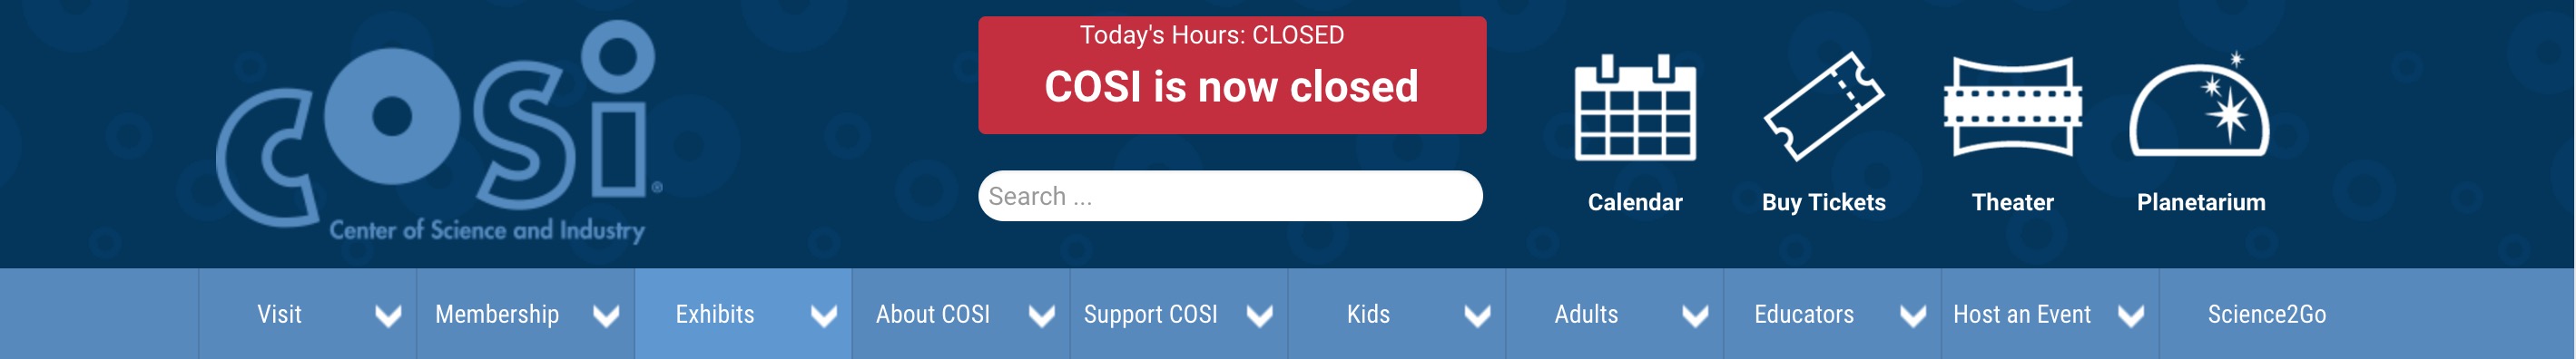 cosi®
Center of Science and Industry
Today's Hours: CLOSED
COSI is now closed
Search ...
Calendar
Buy Tickets
Theater
Planetarium
Visit
Membership
Exhibits
About COSI
Support COSI
Kids
Adults
Educators
Host an Event
Science2Go